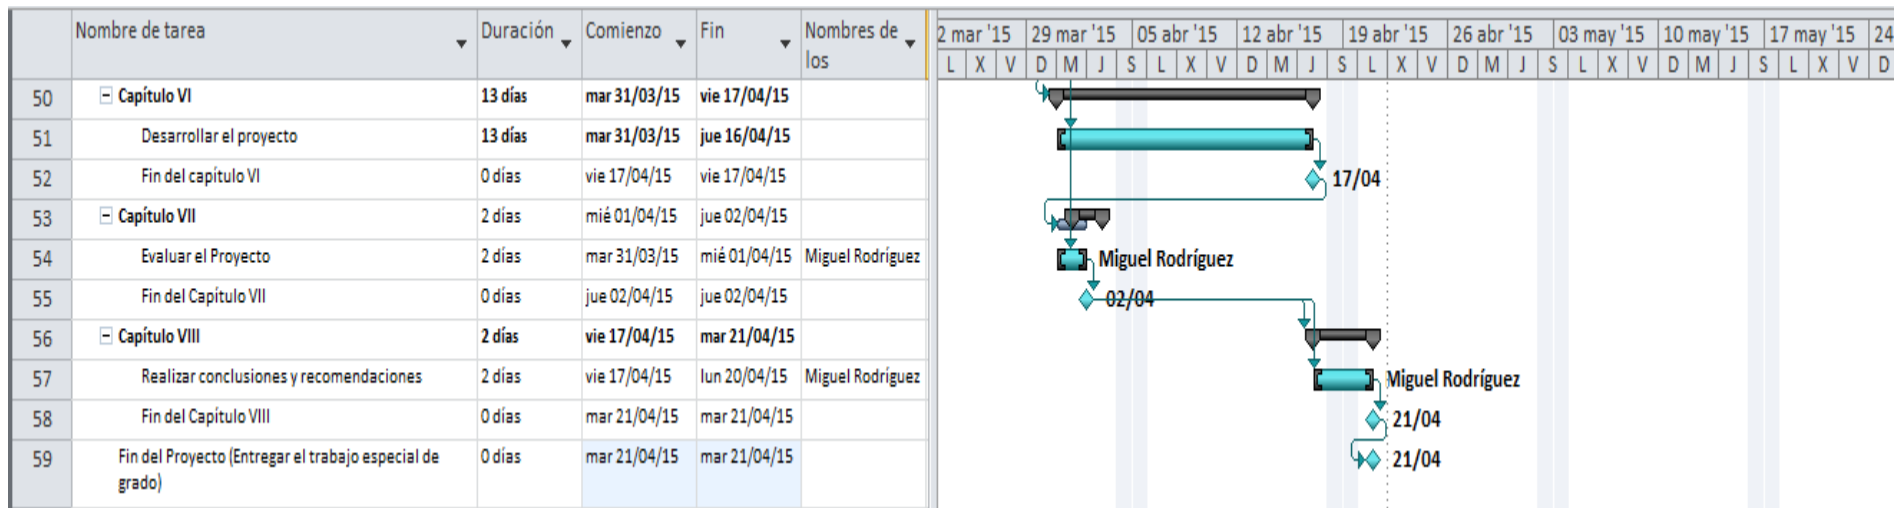 Nombre de tarea Duración Comienzo Fin Nombres de los
2 mar '15 29 mar '15 05 abr '15 12 abr '15 19 abr '15 26 abr '15 03 may '15 10 may '15 17 may '15 24
L X V D M J S L X V D M J S L X V D M J S L X V D M J S L X V D
50 Capítulo VI 13 días mar 31/03/15 vie 17/04/15
51 Desarrollar el proyecto 13 días mar 31/03/15 jue 16/04/15
52 Fin del capítulo VI 0 días vie 17/04/15 vie 17/04/15 17/04
53 Capítulo VII 2 días mié 01/04/15 jue 02/04/15
54 Evaluar el Proyecto 2 días mar 31/03/15 mié 01/04/15 Miguel Rodríguez Miguel Rodríguez
55 Fin del Capítulo VII 0 días jue 02/04/15 jue 02/04/15 02/04
56 Capítulo VIII 2 días vie 17/04/15 mar 21/04/15
57 Realizar conclusiones y recomendaciones 2 días vie 17/04/15 lun 20/04/15 Miguel Rodríguez Miguel Rodríguez
58 Fin del Capítulo VIII 0 días mar 21/04/15 mar 21/04/15 21/04
59 Fin del Proyecto (Entregar el trabajo especial de 0 días mar 21/04/15 mar 21/04/15 21/04
grado)